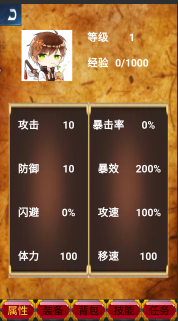 等级 1
经验 0/1000
攻击 10 暴击率 0%
防御 10 暴效 200%
闪避 0% 攻速 100%
体力 100 移速 100
属性 装备 背包 技能 任务